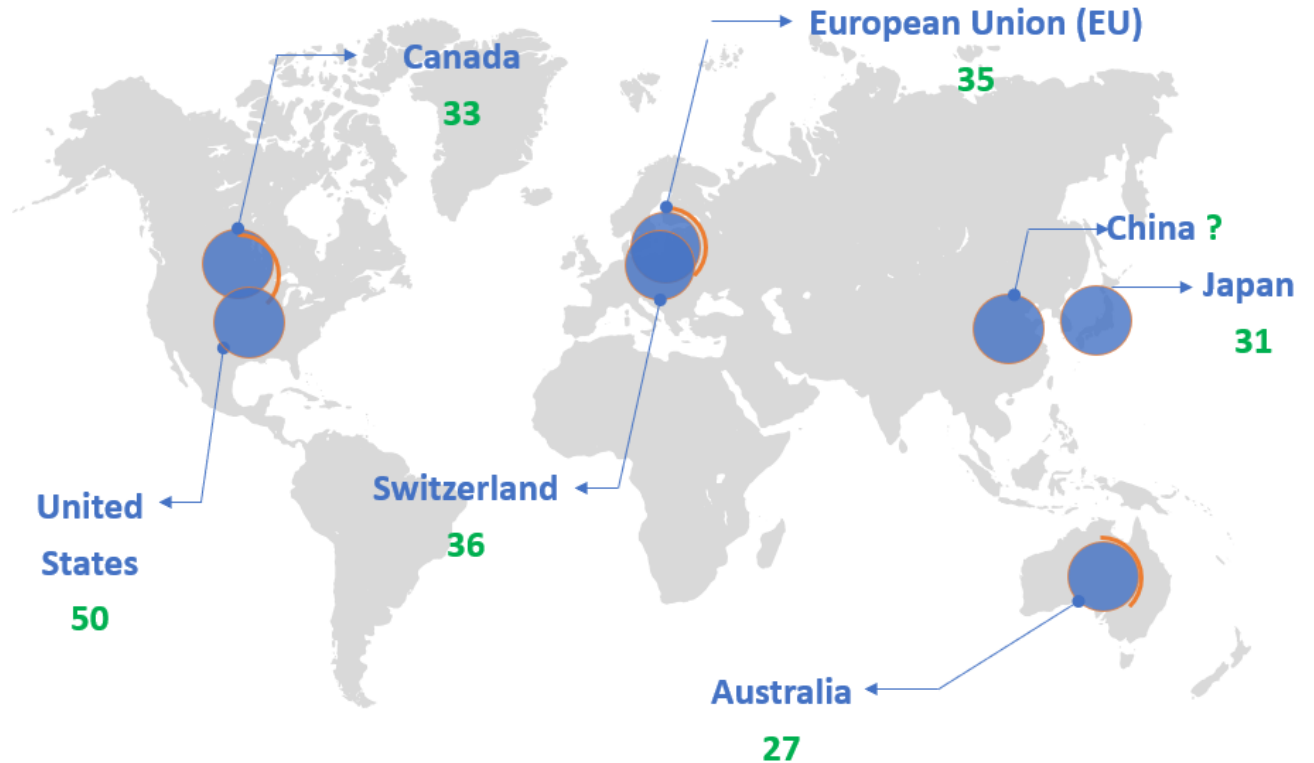 European Union (EU)
35
Canada
33
China ?
Japan
31
Switzerland
36
United
States
50
Australia
27